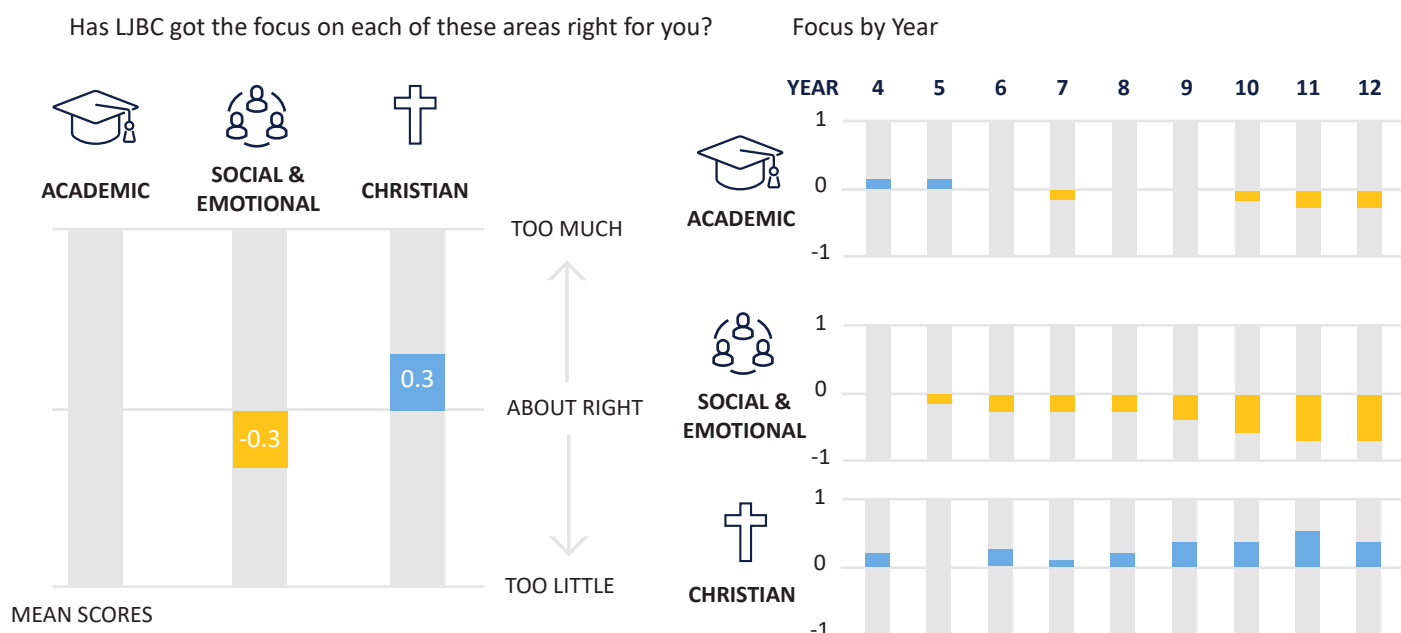 Has LJBC got the focus on each of these areas right for you?
ACADEMIC
SOCIAL &
EMOTIONAL
CHRISTIAN
TOO MUCH
ABOUT RIGHT
TOO LITTLE
0.3
-0.3
MEAN SCORES
Focus by Year
YEAR 4 5 6 7 8 9 10 11 12
ACADEMIC
1
0
-1
SOCIAL &
EMOTIONAL
1
0
-1
CHRISTIAN
1
0
-1